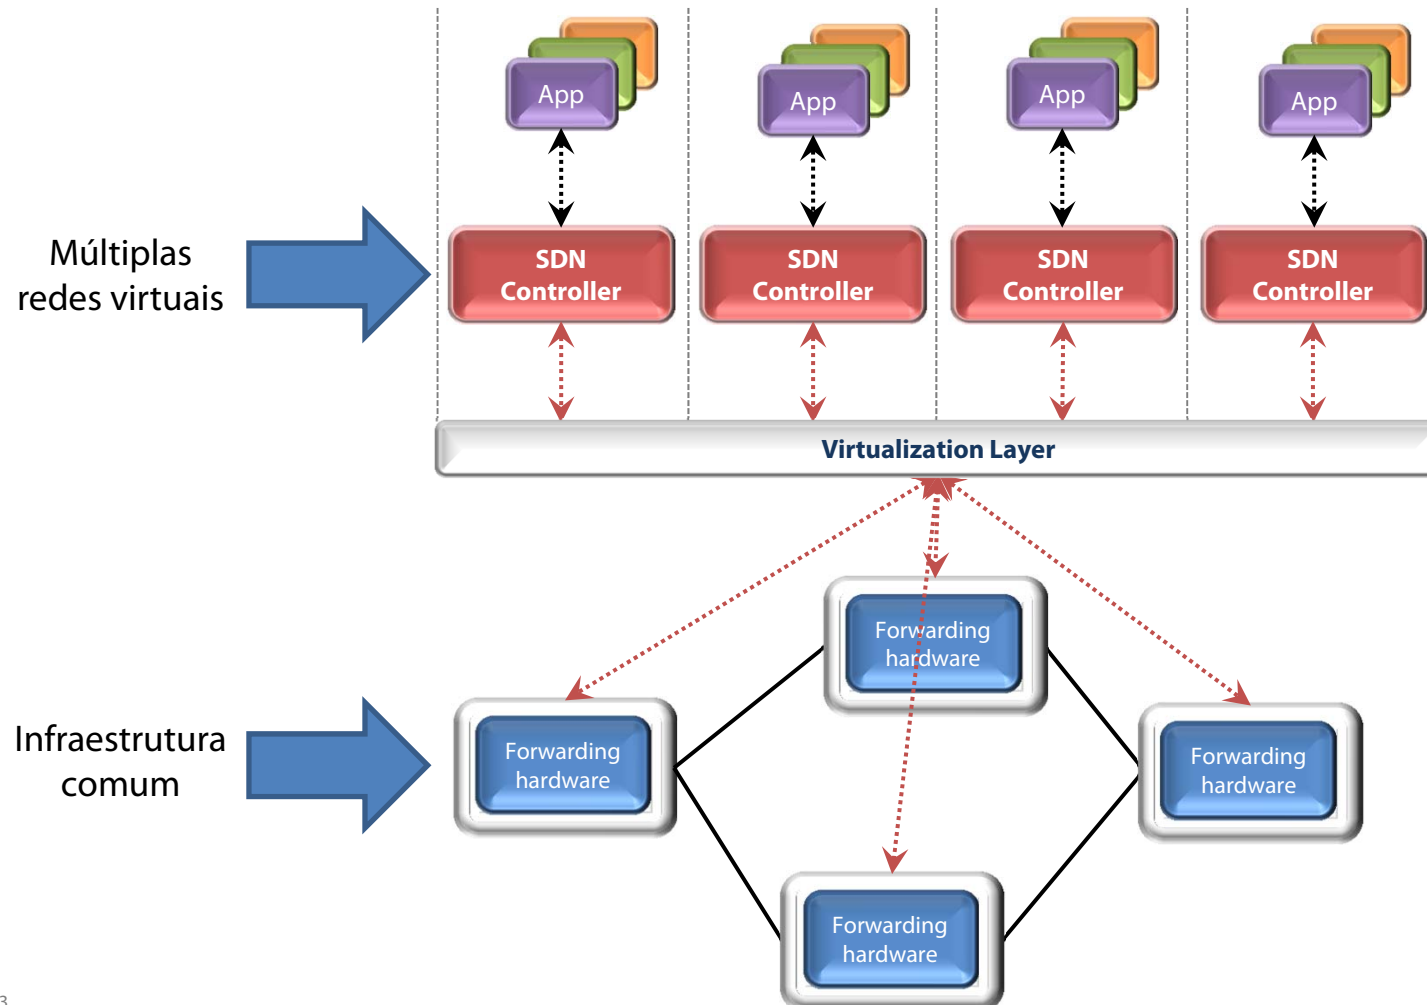 App
App
App
App
Múltiplas
redes virtuais
SDN
Controller
SDN
Controller
SDN
Controller
SDN
Controller
Virtualization Layer
Forwarding
hardware
Infraestrutura
comum
Forwarding
hardware
Forwarding
hardware
Forwarding
hardware
3